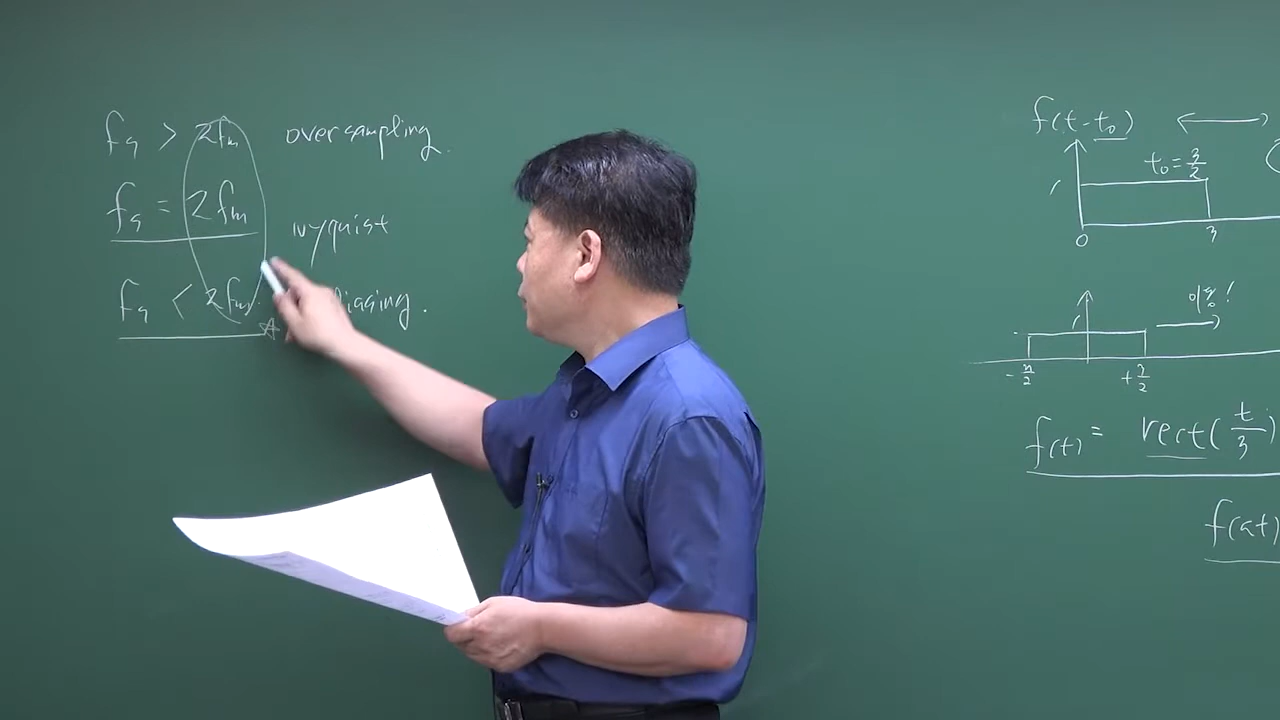 fs > 2fm oversampling.
fs = 2fm nyquist
fs < 2fm. aliasing.
f(t-t₀)
t₀ = 3/2
1
0 3
1 이동!
-3/2 +3/2
f(t) = rect(t/3)
f(at)